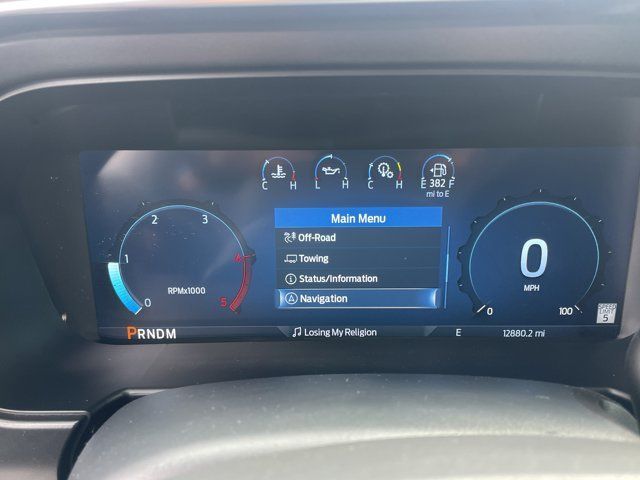 C H
L H
C H
E 382 F
mi to E
Main Menu
Off-Road
Towing
Status/Information
Navigation
0
1
2
3
4
5
RPMx1000
0
MPH
0
100
SPEED
LIMIT
5
PRNDM
Losing My Religion
E
12880.2 mi